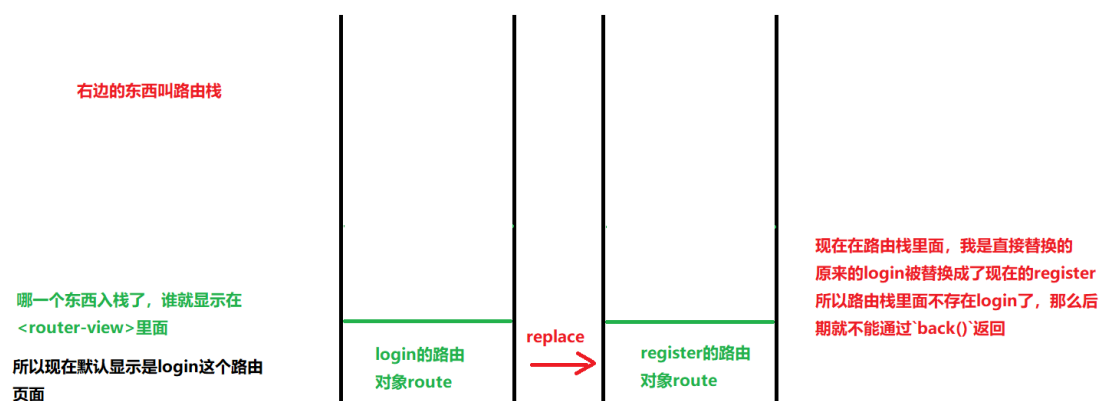 右边的东西叫路由栈
哪一个东西入栈了，谁就显示在
<router-view>里面
所以现在默认显示是login这个路由
页面
login的路由
对象route
replace
register的路由
对象route
现在在路由栈里面，我是直接替换的
原来的login被替换成了现在的register
所以路由栈里面不存在login了，那么后
期就不能通过`back()`返回